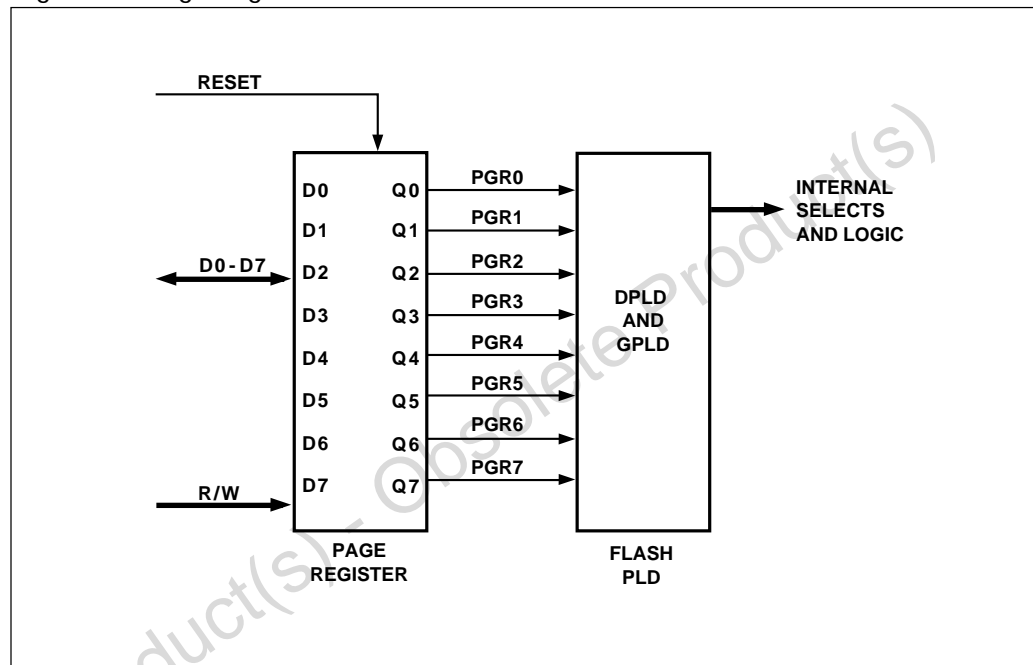 RESET
D0
D1
D2
D3
D4
D5
D6
D7
Q0
Q1
Q2
Q3
Q4
Q5
Q6
Q7
D0-D7
R/W
PAGE
REGISTER
PGR0
PGR1
PGR2
PGR3
PGR4
PGR5
PGR6
PGR7
DPLD
AND
GPLD
FLASH
PLD
INTERNAL
SELECTS
AND LOGIC
duct(s) - Obsolete Product(s)